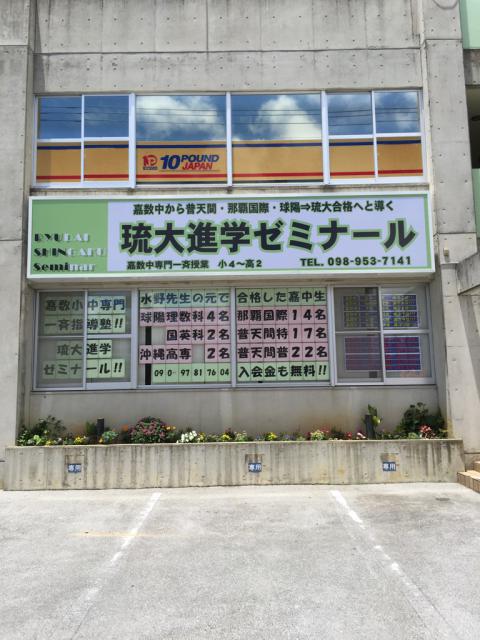 10 POUND
JAPAN
嘉数中から普天間・那覇国際・球陽⇒琉大合格へと導く
RYUDAI
SHINGAKU
Seminar
琉大進学ゼミナール
嘉数中専門一斉授業 小4～高2
TEL. 098-953-7141
嘉数小中専門
一斉指導塾!!
琉大進学
ゼミナール!!
水野先生の元で
球陽理数科4名
国英科2名
沖縄高専 2名
090-97817604
合格した嘉中生
那覇国際14名
普天間特17名
普天間普22名
入会金も無料!!
専用
専用
専用